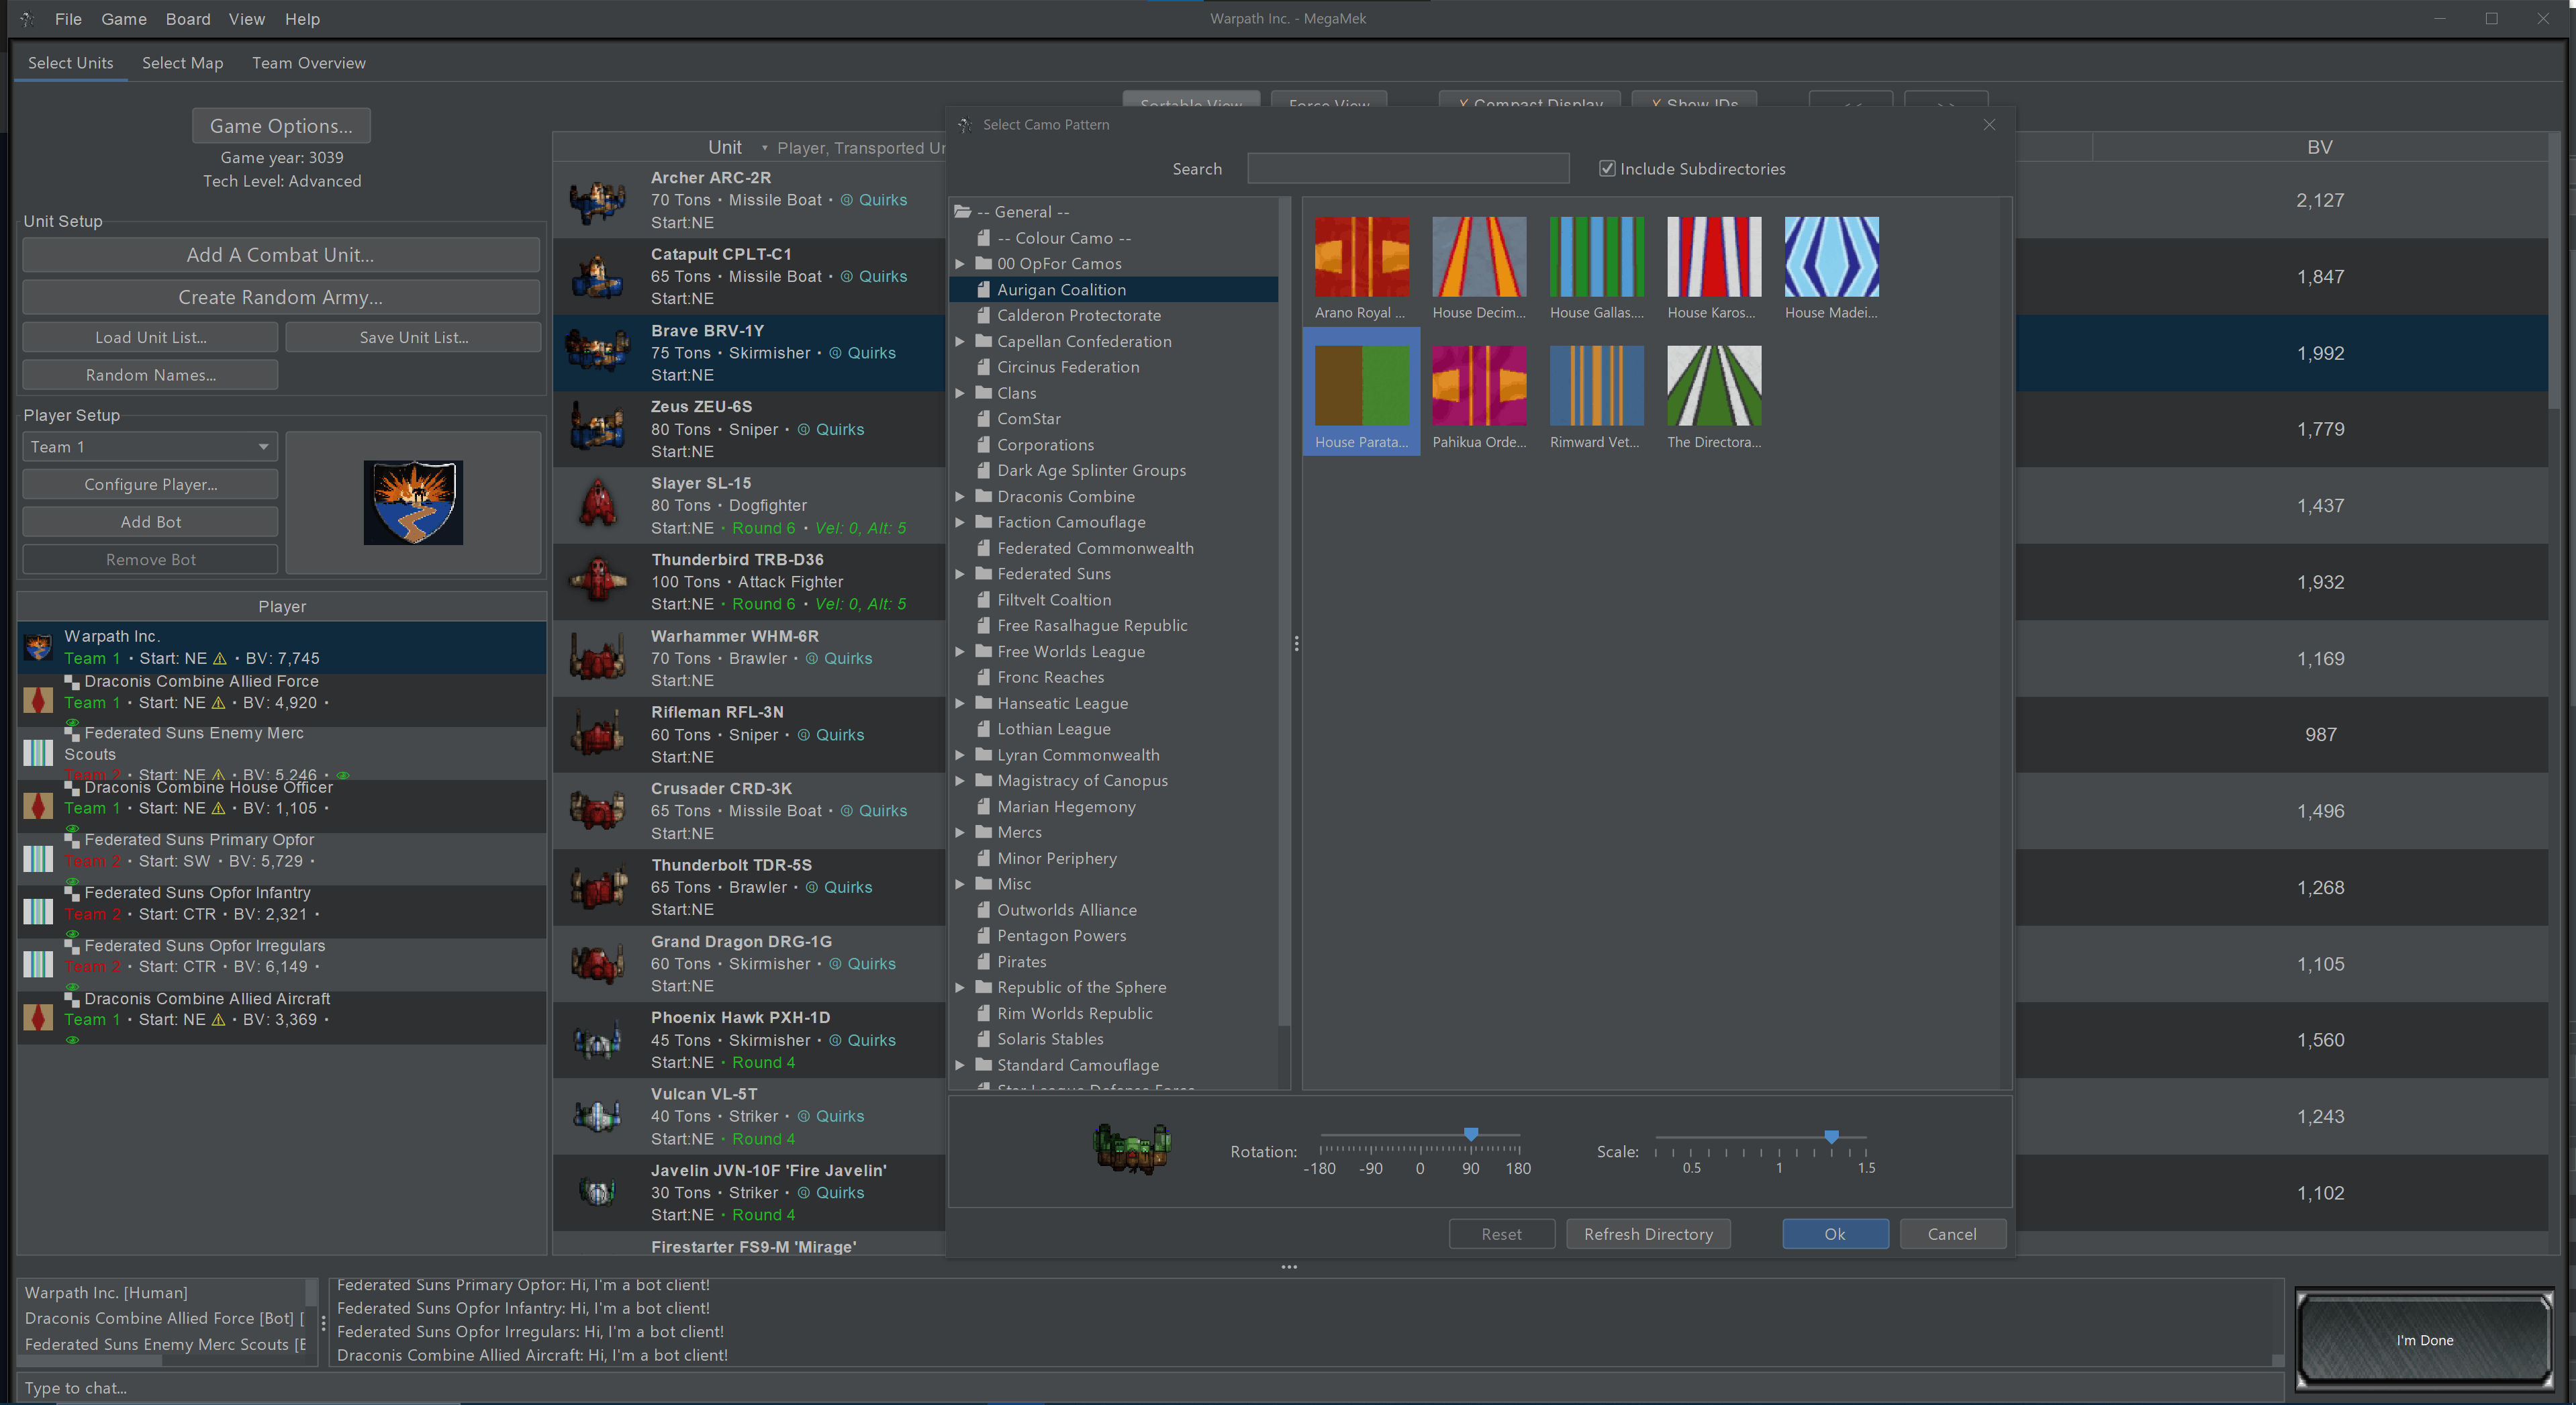 File Game Board View Help
Warpath Inc. - MegaMek
Select Units Select Map Team Overview
Game Options...
Game year: 3039
Tech Level: Advanced
Unit Setup
Add A Combat Unit...
Create Random Army...
Load Unit List... Save Unit List...
Random Names...
Player Setup
Team 1
Configure Player...
Add Bot
Remove Bot
Player
Warpath Inc.
Team 1 · Start: NE ⚠ · BV: 7,745
Draconis Combine Allied Force
Team 1 · Start: NE ⚠ · BV: 4,920 ·
Federated Suns Enemy Merc
Scouts
Team 2 · Start: NE ⚠ · BV: 5,246 ·
Draconis Combine House Officer
Team 1 · Start: NE ⚠ · BV: 1,105 ·
Federated Suns Primary Opfor
Team 2 · Start: SW · BV: 5,729 ·
Federated Suns Opfor Infantry
Team 2 · Start: CTR · BV: 2,321 ·
Federated Suns Opfor Irregulars
Team 2 · Start: CTR · BV: 6,149 ·
Draconis Combine Allied Aircraft
Team 1 · Start: NE ⚠ · BV: 3,369 ·
Sortable View Force View Compact Display Show IDs << >>
Unit Player, Transported Ur
Archer ARC-2R
70 Tons · Missile Boat · @ Quirks
Start:NE
Catapult CPLT-C1
65 Tons · Missile Boat · @ Quirks
Start:NE
Brave BRV-1Y
75 Tons · Skirmisher · @ Quirks
Start:NE
Zeus ZEU-6S
80 Tons · Sniper · @ Quirks
Start:NE
Slayer SL-15
80 Tons · Dogfighter
Start:NE · Round 6 · Vel: 0, Alt: 5
Thunderbird TRB-D36
100 Tons · Attack Fighter
Start:NE · Round 6 · Vel: 0, Alt: 5
Warhammer WHM-6R
70 Tons · Brawler · @ Quirks
Start:NE
Rifleman RFL-3N
60 Tons · Sniper · @ Quirks
Start:NE
Crusader CRD-3K
65 Tons · Missile Boat · @ Quirks
Start:NE
Thunderbolt TDR-5S
65 Tons · Brawler · @ Quirks
Start:NE
Grand Dragon DRG-1G
60 Tons · Skirmisher · @ Quirks
Start:NE
Phoenix Hawk PXH-1D
45 Tons · Skirmisher · @ Quirks
Start:NE · Round 4
Vulcan VL-5T
40 Tons · Striker · @ Quirks
Start:NE · Round 4
Javelin JVN-10F 'Fire Javelin'
30 Tons · Striker · @ Quirks
Start:NE · Round 4
Firestarter FS9-M 'Mirage'
Select Camo Pattern
Search Include Subdirectories
-- General --
-- Colour Camo --
00 OpFor Camos
Aurigan Coalition
Calderon Protectorate
Capellan Confederation
Circinus Federation
Clans
ComStar
Corporations
Dark Age Splinter Groups
Draconis Combine
Faction Camouflage
Federated Commonwealth
Federated Suns
Filtvelt Coaltion
Free Rasalhague Republic
Free Worlds League
Fronc Reaches
Hanseatic League
Lothian League
Lyran Commonwealth
Magistracy of Canopus
Marian Hegemony
Mercs
Minor Periphery
Misc
Outworlds Alliance
Pentagon Powers
Pirates
Republic of the Sphere
Rim Worlds Republic
Solaris Stables
Standard Camouflage
Star League Defense Force
Arano Royal ... House Decim... House Gallas.... House Karos... House Madei...
House Parata... Pahikua Orde... Rimward Vet... The Directora...
Rotation: -180 -90 0 90 180
Scale: 0.5 1 1.5
Reset Refresh Directory Ok Cancel
BV
2,127
1,847
1,992
1,779
1,437
1,932
1,169
987
1,496
1,268
1,105
1,560
1,243
1,102
Warpath Inc. [Human]
Draconis Combine Allied Force [Bot] [
Federated Suns Enemy Merc Scouts [E
Federated Suns Primary Opfor: Hi, I'm a bot client!
Federated Suns Opfor Infantry: Hi, I'm a bot client!
Federated Suns Opfor Irregulars: Hi, I'm a bot client!
Draconis Combine Allied Aircraft: Hi, I'm a bot client!
Type to chat...
I'm Done